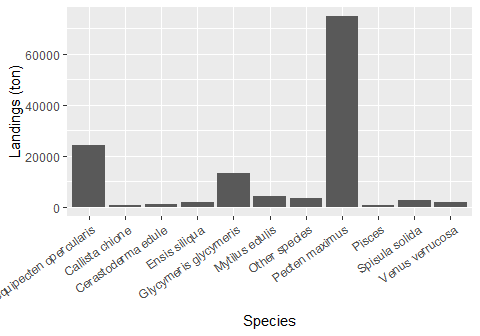 Landings (ton)
60000
40000
20000
0
quipecten opercularis
Callista chione
Cerastoderma edule
Ensis siliqua
Glycymeris glycymeris
Mytilus edulis
Other species
Pecten maximus
Pisces
Spisula solida
Venus verrucosa
Species